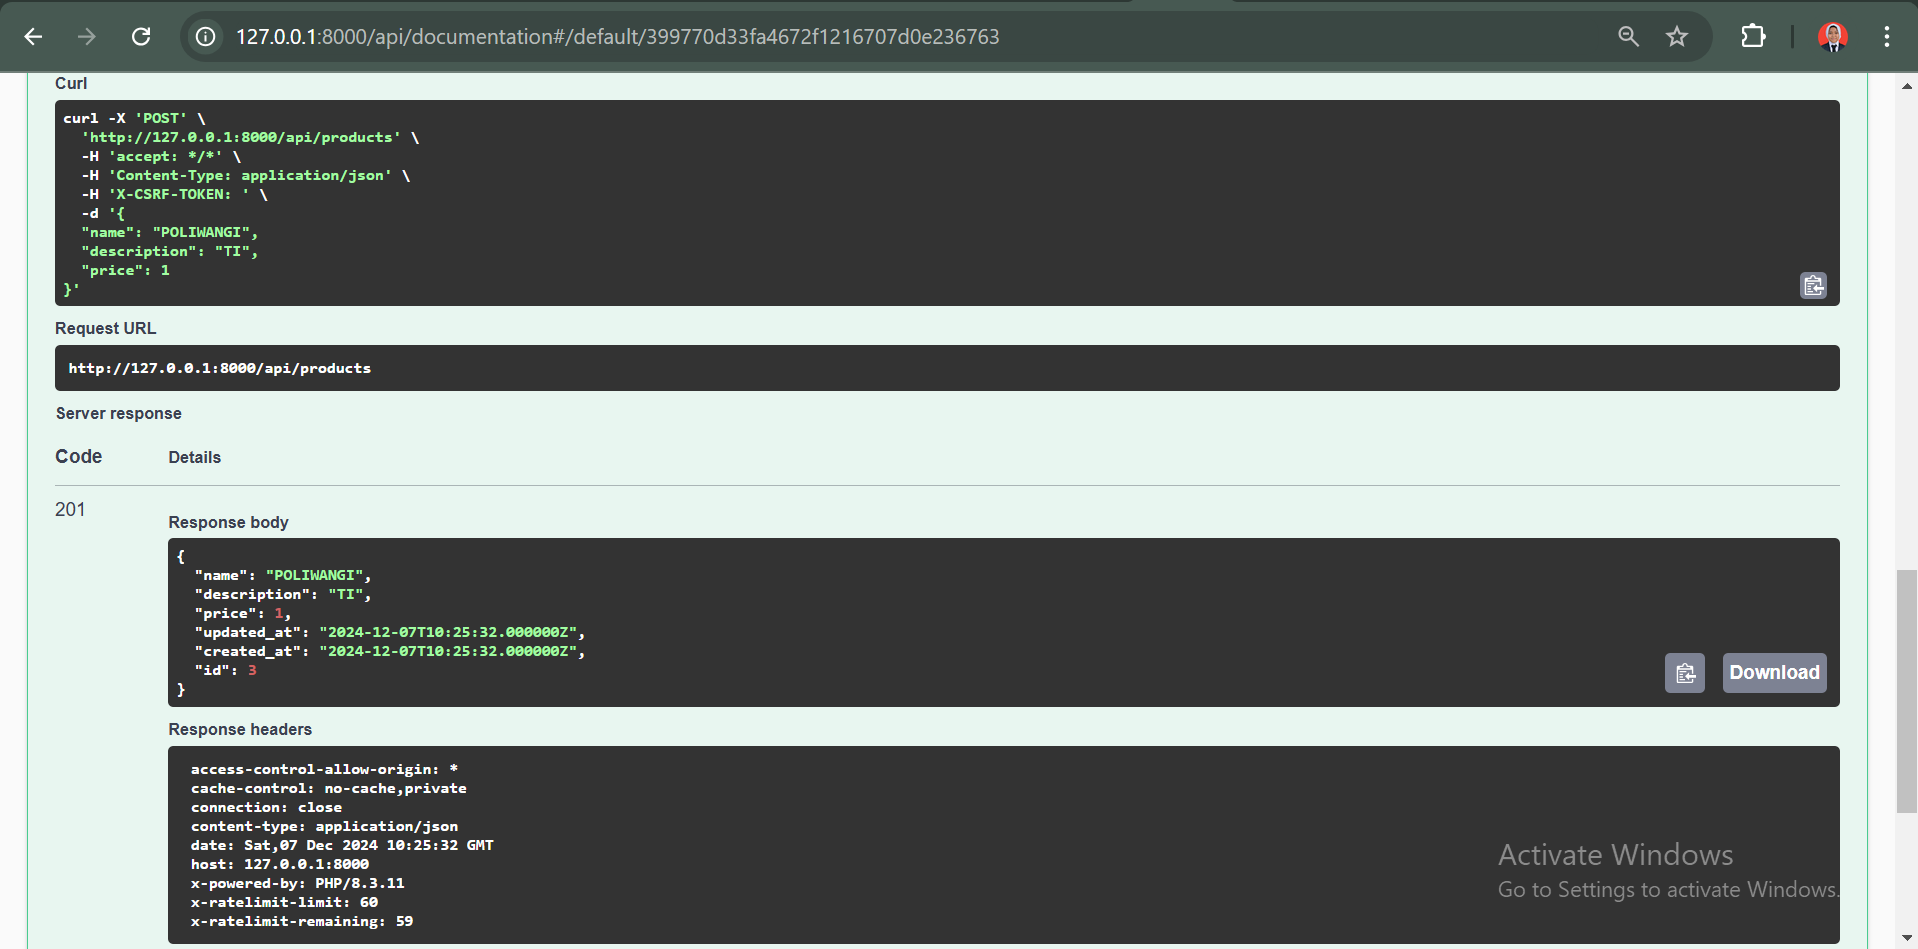 127.0.0.1:8000/api/documentation#/default/399770d33fa4672f1216707d0e236763
Curl
curl -X 'POST' \
  'http://127.0.0.1:8000/api/products' \
  -H 'accept: */*' \
  -H 'Content-Type: application/json' \
  -H 'X-CSRF-TOKEN: ' \
  -d '{
  "name": "POLIWANGI",
  "description": "TI",
  "price": 1
}'
Request URL
http://127.0.0.1:8000/api/products
Server response
Code Details
201
Response body
{
  "name": "POLIWANGI",
  "description": "TI",
  "price": 1,
  "updated_at": "2024-12-07T10:25:32.000000Z",
  "created_at": "2024-12-07T10:25:32.000000Z",
  "id": 3
}
Download
Response headers
access-control-allow-origin: *
cache-control: no-cache,private
connection: close
content-type: application/json
date: Sat,07 Dec 2024 10:25:32 GMT
host: 127.0.0.1:8000
x-powered-by: PHP/8.3.11
x-ratelimit-limit: 60
x-ratelimit-remaining: 59
Activate Windows
Go to Settings to activate Windows.